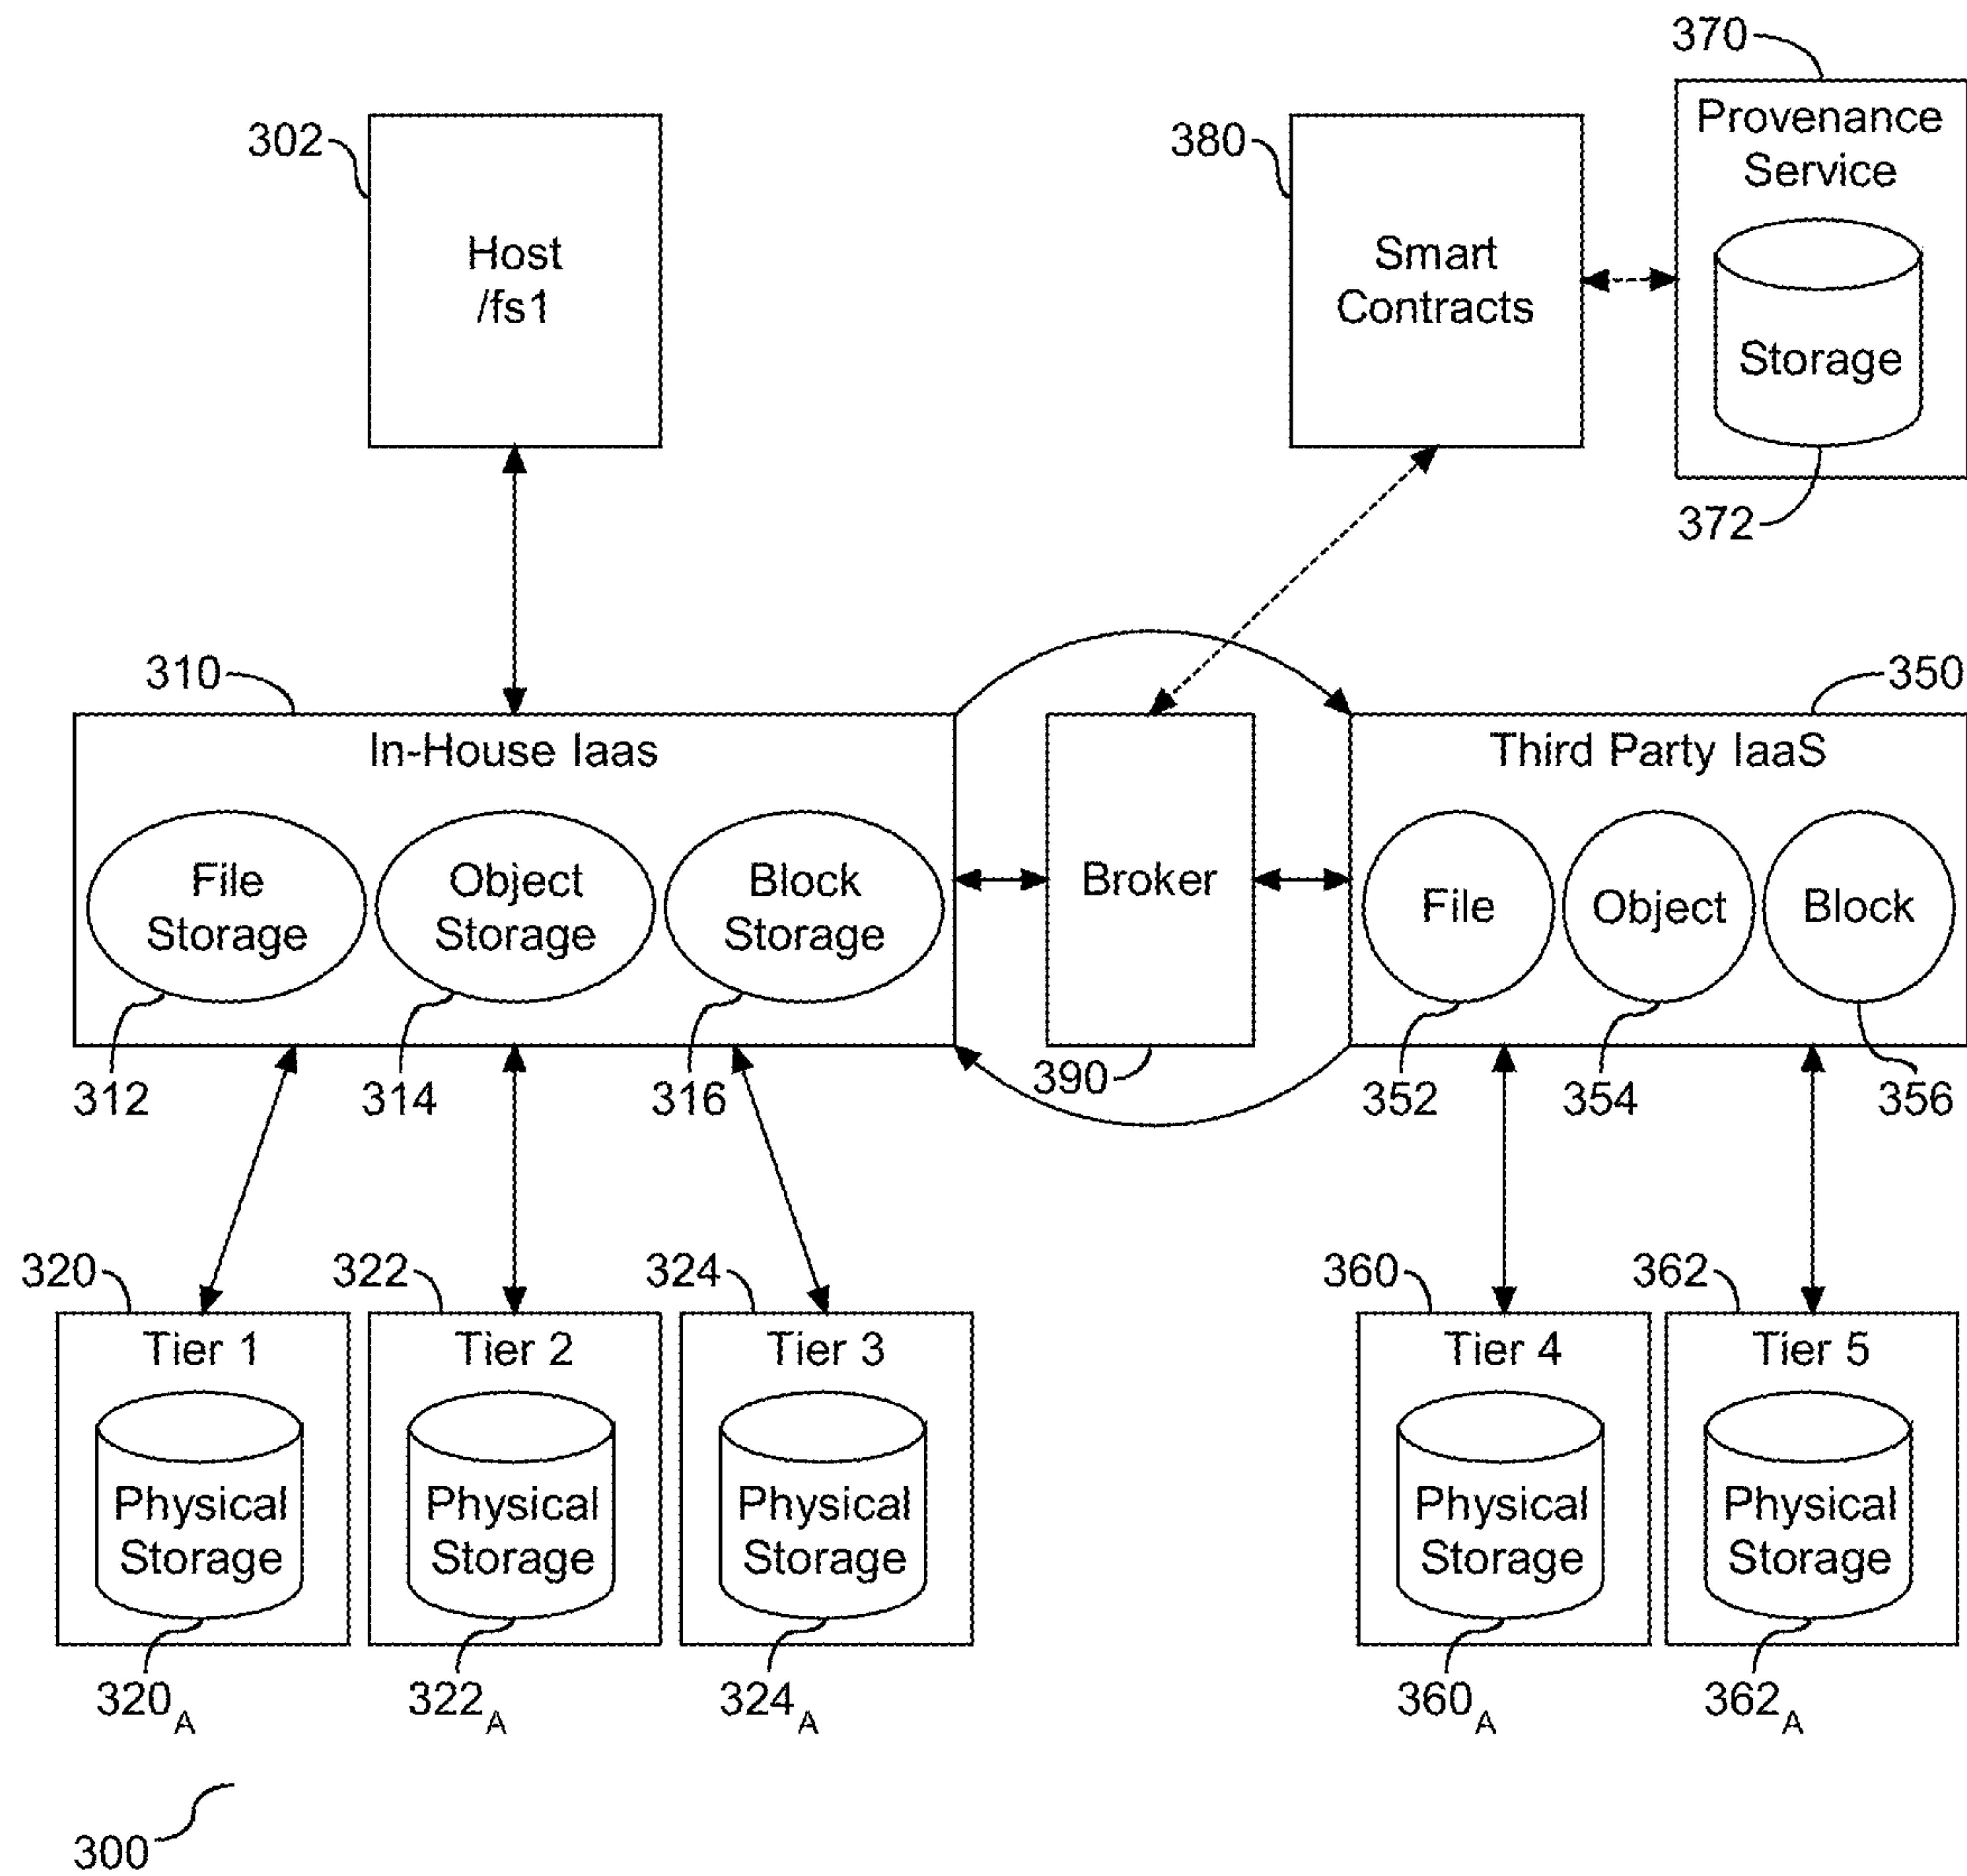 370
302
380
Provenance
Service
Host
/fs1
Smart
Contracts
Storage
372
310
350
In-House Iaas
Third Party IaaS
File
Storage
Object
Storage
Block
Storage
Broker
File
Object
Block
312
314
316
390
352
354
356
320
322
324
360
362
Tier 1
Tier 2
Tier 3
Tier 4
Tier 5
Physical
Storage
Physical
Storage
Physical
Storage
Physical
Storage
Physical
Storage
320A
322A
324A
360A
362A
300